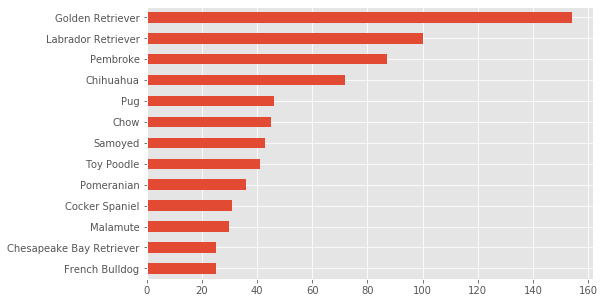 Golden Retriever
Labrador Retriever
Pembroke
Chihuahua
Pug
Chow
Samoyed
Toy Poodle
Pomeranian
Cocker Spaniel
Malamute
Chesapeake Bay Retriever
French Bulldog
0 20 40 60 80 100 120 140 160